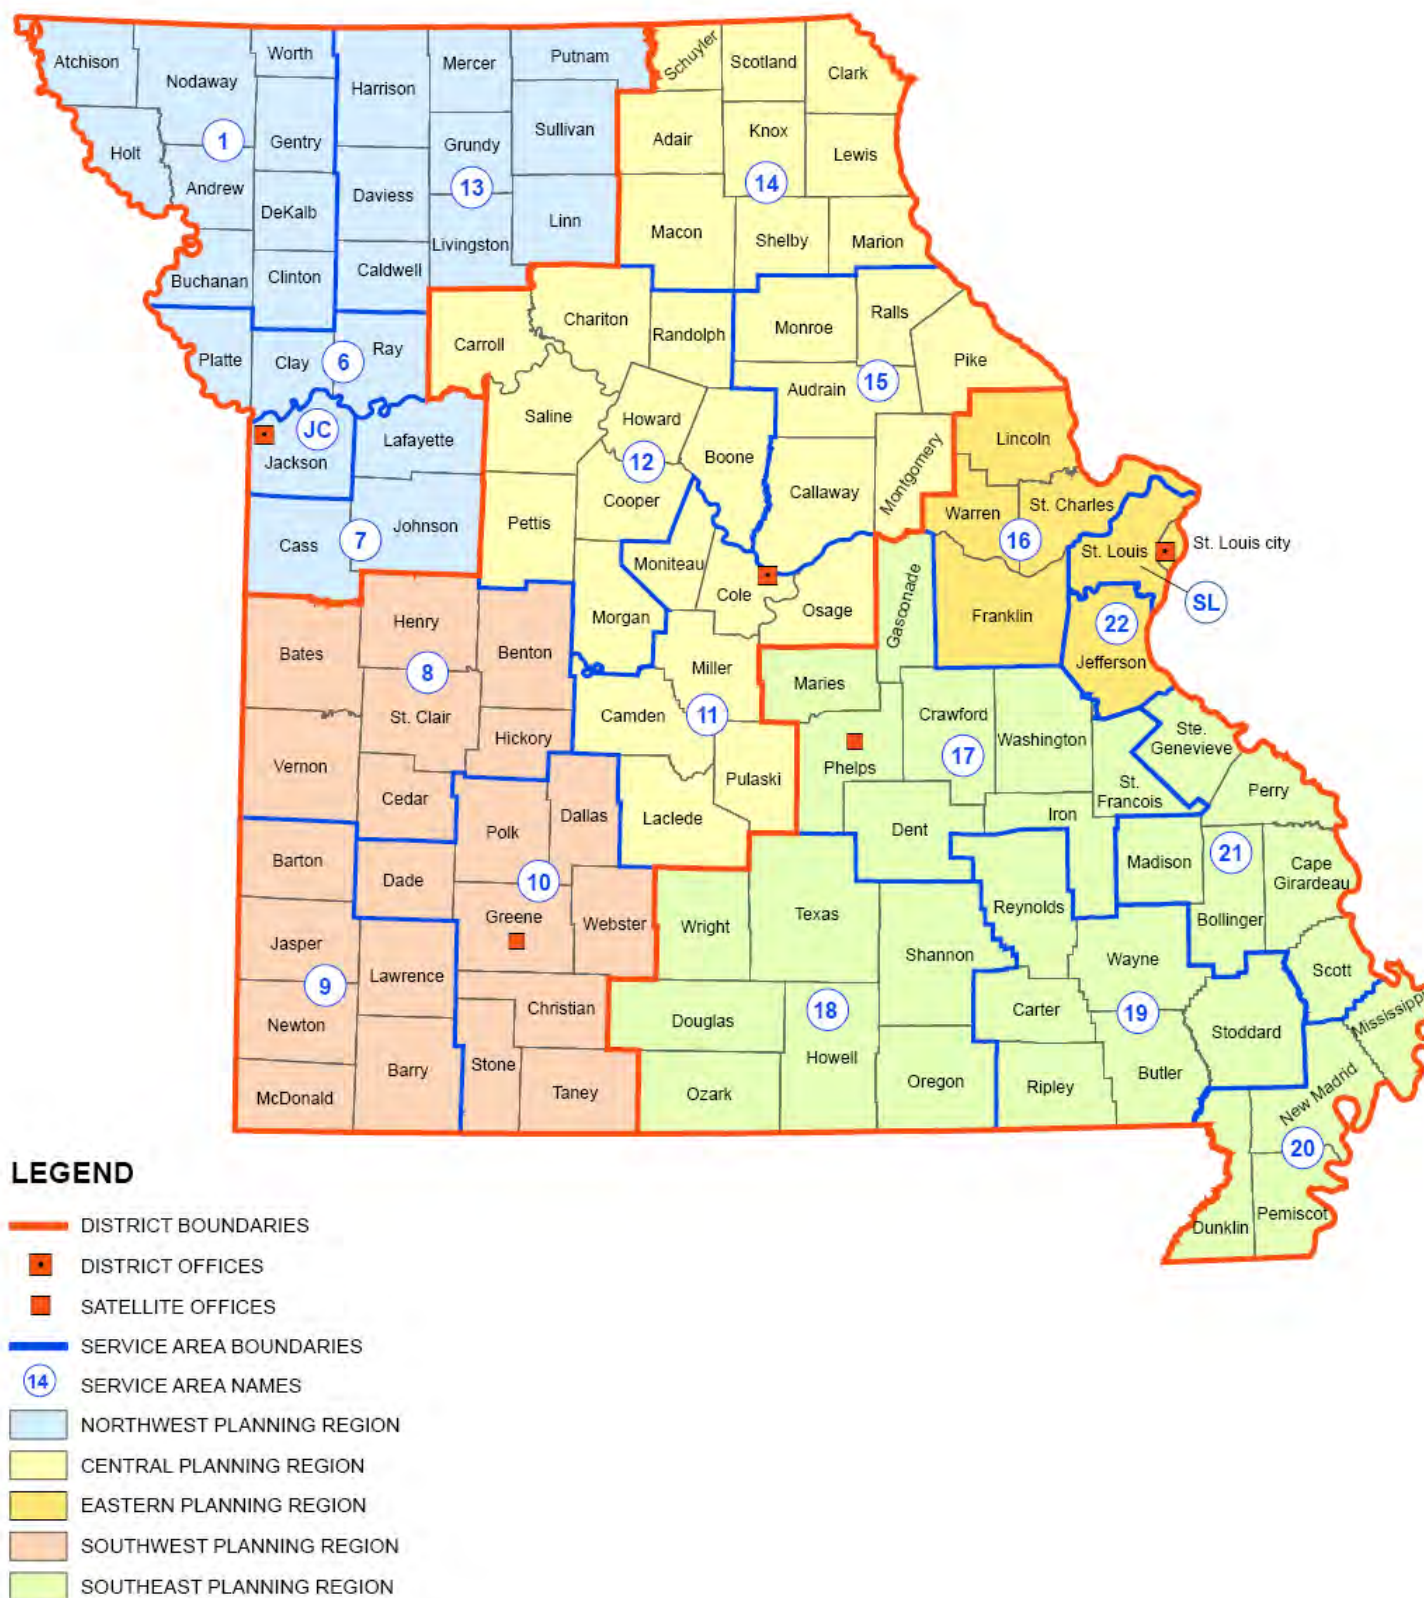 Atchison
Nodaway
Worth
Harrison
Mercer
Putnam
Schuyler
Scotland
Clark
Holt
1
Gentry
Andrew
DeKalb
Daviess
Grundy
13
Sullivan
Livingston
Linn
Adair
Knox
14
Lewis
Macon
Shelby
Marion
Buchanan
Clinton
Caldwell
Platte
Clay
6
Ray
Carroll
Chariton
Randolph
Monroe
Ralls
Audrain
15
Pike
JC
Jackson
Lafayette
Saline
Howard
12
Boone
Cooper
Callaway
Montgomery
Lincoln
Warren
St. Charles
16
St. Louis
St. Louis city
SL
Cass
7
Johnson
Pettis
Moniteau
Cole
Osage
Morgan
Gasconade
Franklin
22
Jefferson
Bates
Henry
8
St. Clair
Benton
Hickory
Miller
Camden
11
Pulaski
Laclede
Maries
Phelps
Crawford
17
Washington
Ste.
Genevieve
St.
Francois
Perry
Vernon
Cedar
Polk
Dallas
Dent
Iron
Barton
Dade
10
Greene
Webster
Wright
Texas
Reynolds
Madison
21
Cape
Girardeau
Bollinger
Jasper
9
Lawrence
Newton
McDonald
Barry
Stone
Christian
Taney
Douglas
Ozark
18
Howell
Shannon
Oregon
Wayne
Carter
19
Ripley
Butler
Stoddard
Scott
Mississippi
New Madrid
20
Dunklin
Pemiscot
LEGEND
DISTRICT BOUNDARIES
DISTRICT OFFICES
SATELLITE OFFICES
SERVICE AREA BOUNDARIES
14 SERVICE AREA NAMES
NORTHWEST PLANNING REGION
CENTRAL PLANNING REGION
EASTERN PLANNING REGION
SOUTHWEST PLANNING REGION
SOUTHEAST PLANNING REGION